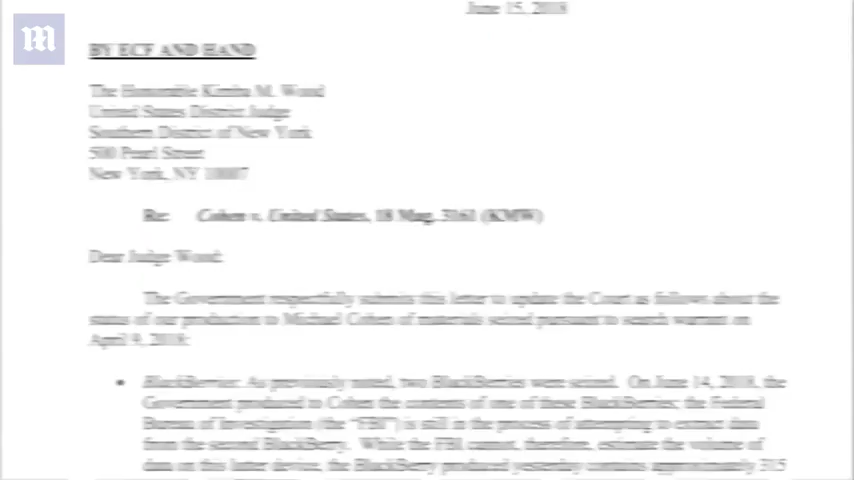 June 15, 2018
m
BY ECF AND HAND
The Honorable Kimba M. Wood
United States District Judge
Southern District of New York
500 Pearl Street
New York, NY 10007
Re: Cohen v. United States, 18 Mag. 3161 (KMW)
Dear Judge Wood:
The Government respectfully submits this letter to update the Court as follows about the
status of our production to Michael Cohen of materials seized pursuant to search warrant on
April 9, 2018:
• BlackBerries: As previously noted, two BlackBerries were seized. On June 14, 2018, the
Government produced to Cohen the contents of one of these BlackBerries; the Federal
Bureau of Investigation (the "FBI") is still in the process of attempting to extract data
from the second BlackBerry. While the FBI cannot, therefore, estimate the volume of
data on this latter device, the BlackBerry produced yesterday contains approximately 315